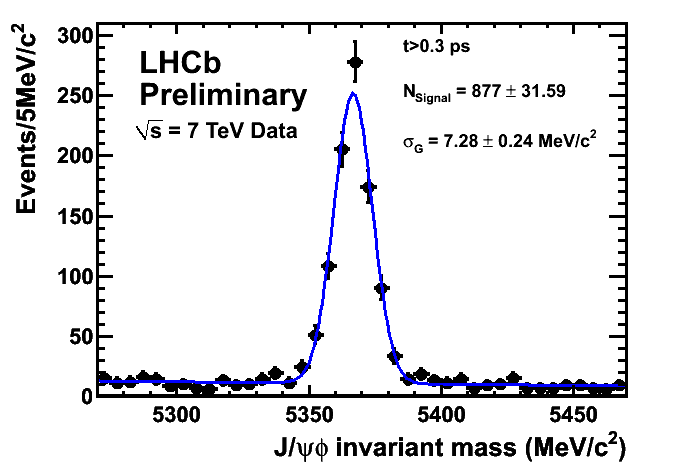 Events/5MeV/c²
300
250
200
150
100
50
0
LHCb
Preliminary
√s = 7 TeV Data
t>0.3 ps
N_Signal = 877 ± 31.59
σ_G = 7.28 ± 0.24 MeV/c²
5300 5350 5400 5450
J/ψϕ invariant mass (MeV/c²)